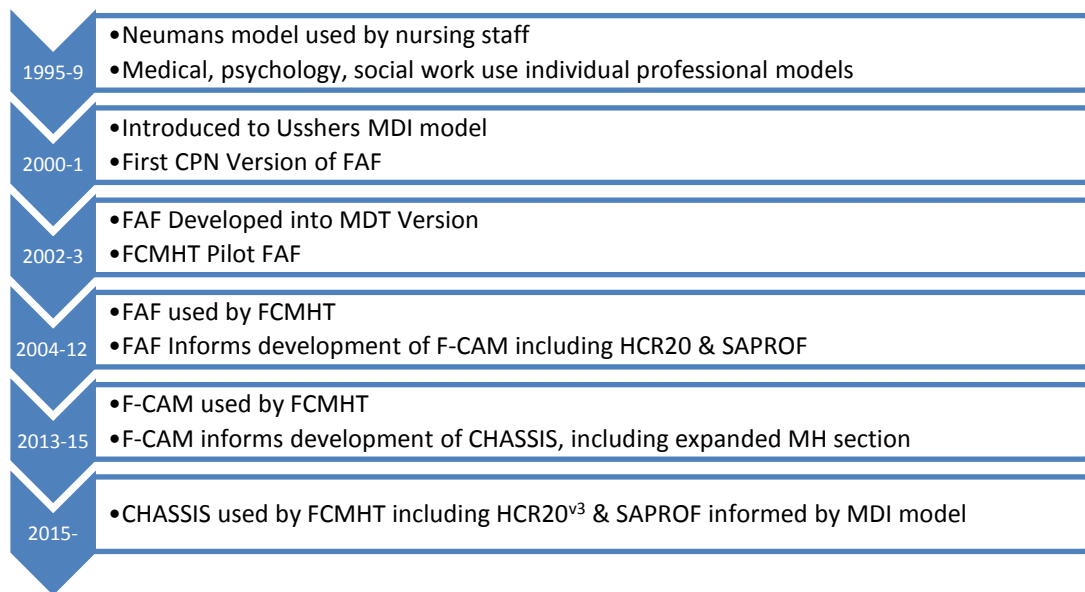 1995-9
•Neumans model used by nursing staff
•Medical, psychology, social work use individual professional models
2000-1
•Introduced to Usshers MDI model
•First CPN Version of FAF
2002-3
•FAF Developed into MDT Version
•FCMHT Pilot FAF
2004-12
•FAF used by FCMHT
•FAF Informs development of F-CAM including HCR20 & SAPROF
2013-15
•F-CAM used by FCMHT
•F-CAM informs development of CHASSIS, including expanded MH section
2015-
•CHASSIS used by FCMHT including HCR20v3 & SAPROF informed by MDI model